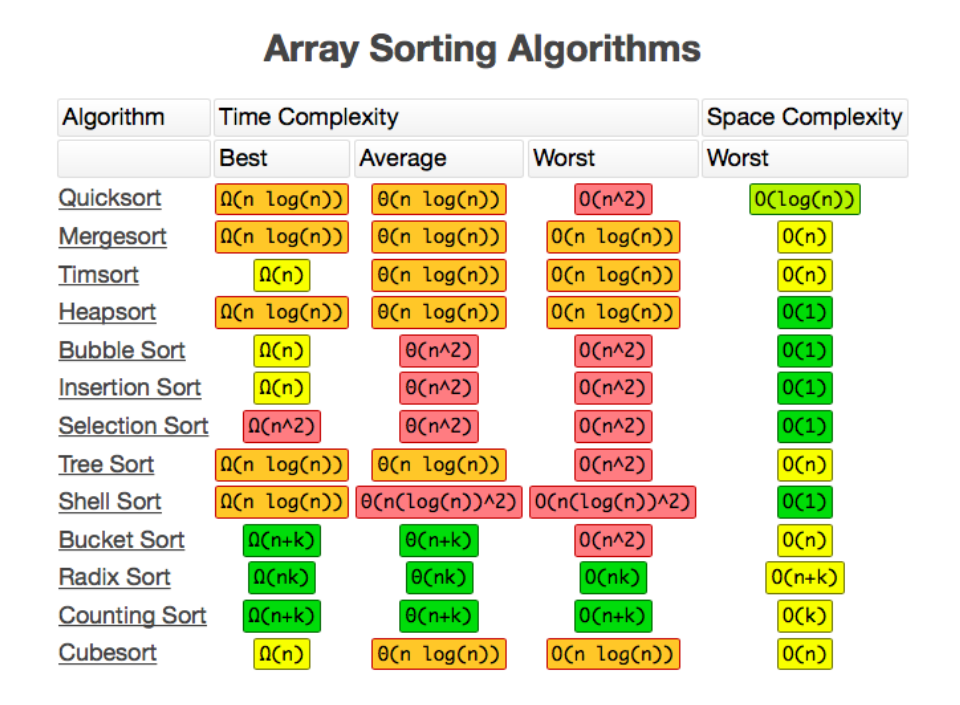 Array Sorting Algorithms
Algorithm Time Complexity Space Complexity
Best Average Worst Worst
Quicksort Ω(n log(n)) θ(n log(n)) O(n^2) O(log(n))
Mergesort Ω(n log(n)) θ(n log(n)) O(n log(n)) O(n)
Timsort Ω(n) θ(n log(n)) O(n log(n)) O(n)
Heapsort Ω(n log(n)) θ(n log(n)) O(n log(n)) O(1)
Bubble Sort Ω(n) θ(n^2) O(n^2) O(1)
Insertion Sort Ω(n) θ(n^2) O(n^2) O(1)
Selection Sort Ω(n^2) θ(n^2) O(n^2) O(1)
Tree Sort Ω(n log(n)) θ(n log(n)) O(n^2) O(n)
Shell Sort Ω(n log(n)) θ(n(log(n))^2) O(n(log(n))^2) O(1)
Bucket Sort Ω(n+k) θ(n+k) O(n^2) O(n)
Radix Sort Ω(nk) θ(nk) O(nk) O(n+k)
Counting Sort Ω(n+k) θ(n+k) O(n+k) O(k)
Cubesort Ω(n) θ(n log(n)) O(n log(n)) O(n)